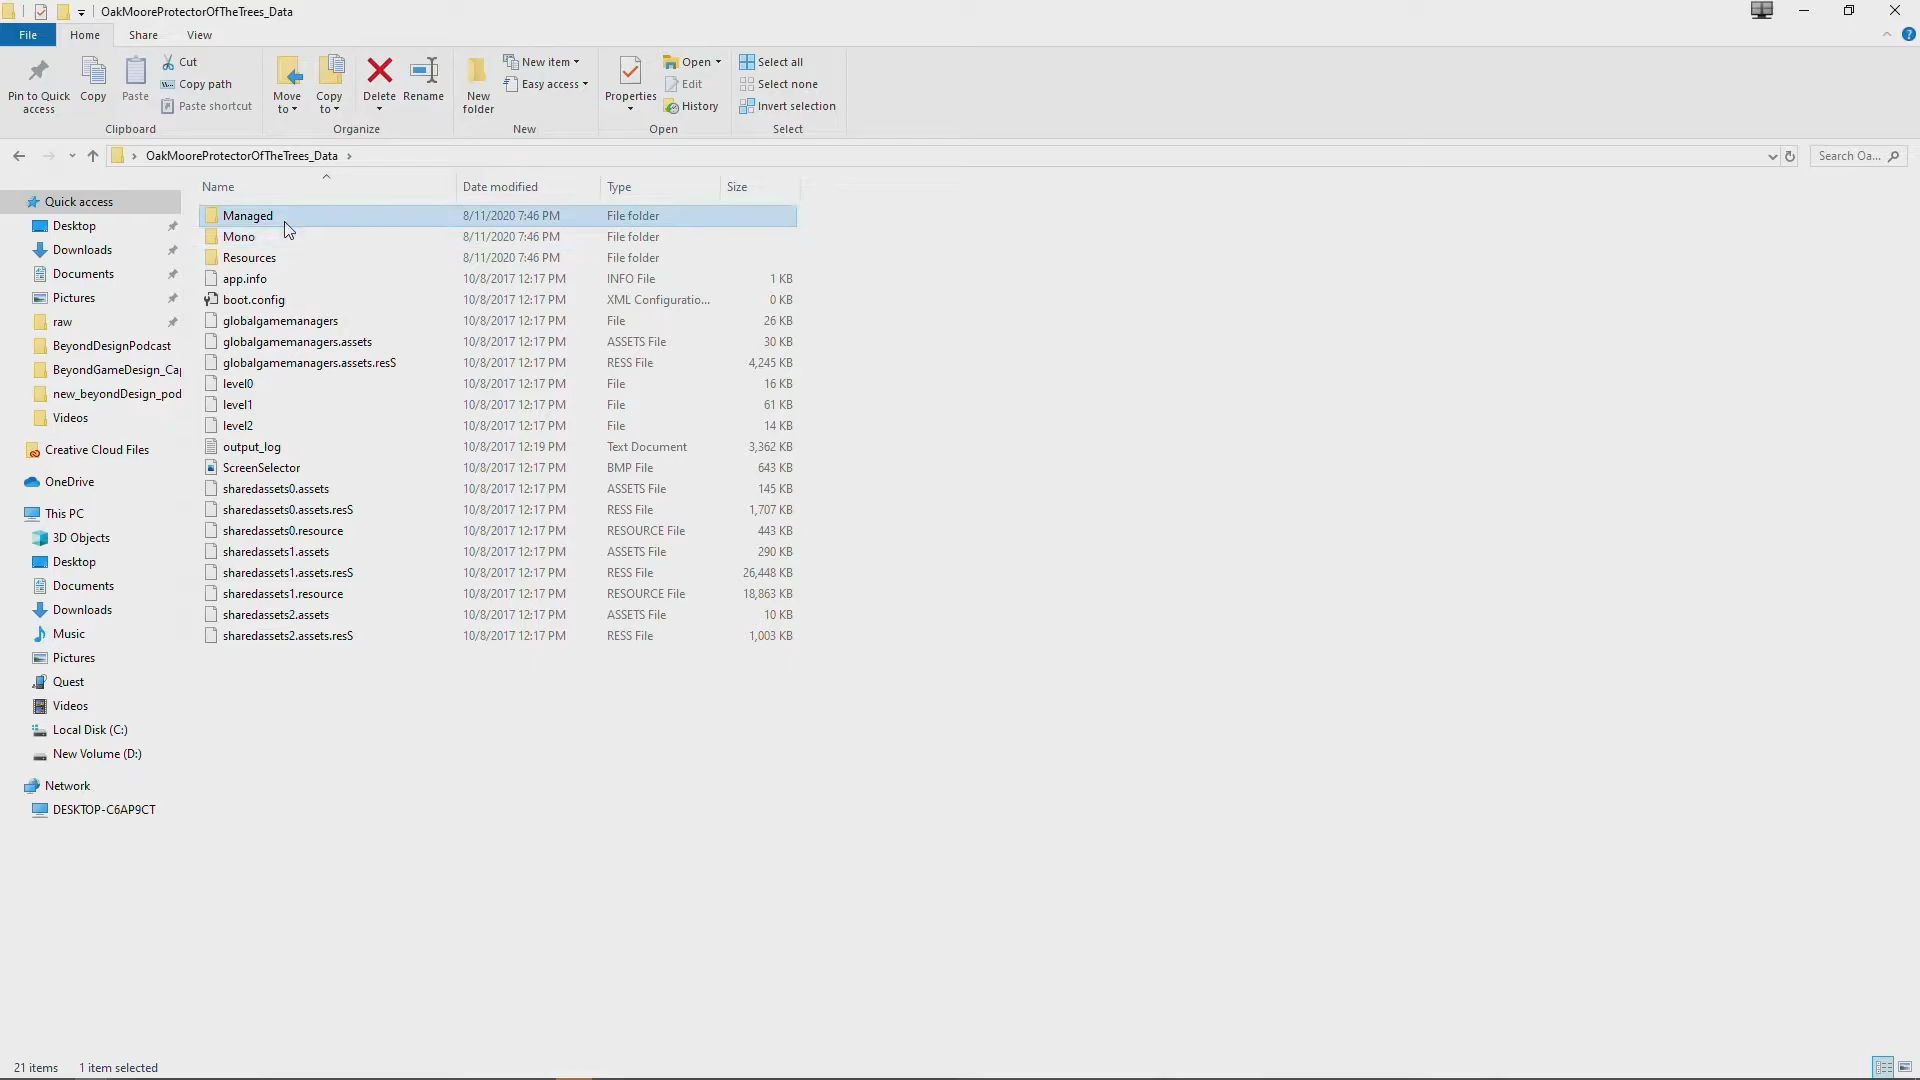 OakMooreProtectorOfTheTrees_Data
File Home Share View
Pin to Quick access
Copy
Paste
Cut
Copy path
Paste shortcut
Clipboard
Move to
Copy to
Delete
Rename
Organize
New folder
New item
Easy access
New
Properties
Open
Edit
History
Open
Select all
Select none
Invert selection
Select
OakMooreProtectorOfTheTrees_Data
Search Oa...
Quick access
Desktop
Downloads
Documents
Pictures
raw
BeyondDesignPodcast
BeyondGameDesign_Cap
new_beyondDesign_pod
Videos
Creative Cloud Files
OneDrive
This PC
3D Objects
Desktop
Documents
Downloads
Music
Pictures
Quest
Videos
Local Disk (C:)
New Volume (D:)
Network
DESKTOP-C6AP9CT
Name Date modified Type Size
Managed 8/11/2020 7:46 PM File folder
Mono 8/11/2020 7:46 PM File folder
Resources 8/11/2020 7:46 PM File folder
app.info 10/8/2017 12:17 PM INFO File 1 KB
boot.config 10/8/2017 12:17 PM XML Configuratio... 0 KB
globalgamemanagers 10/8/2017 12:17 PM File 26 KB
globalgamemanagers.assets 10/8/2017 12:17 PM ASSETS File 30 KB
globalgamemanagers.assets.resS 10/8/2017 12:17 PM RESS File 4,245 KB
level0 10/8/2017 12:17 PM File 16 KB
level1 10/8/2017 12:17 PM File 61 KB
level2 10/8/2017 12:17 PM File 14 KB
output_log 10/8/2017 12:19 PM Text Document 3,362 KB
ScreenSelector 10/8/2017 12:17 PM BMP File 643 KB
sharedassets0.assets 10/8/2017 12:17 PM ASSETS File 145 KB
sharedassets0.assets.resS 10/8/2017 12:17 PM RESS File 1,707 KB
sharedassets0.resource 10/8/2017 12:17 PM RESOURCE File 443 KB
sharedassets1.assets 10/8/2017 12:17 PM ASSETS File 290 KB
sharedassets1.assets.resS 10/8/2017 12:17 PM RESS File 26,448 KB
sharedassets1.resource 10/8/2017 12:17 PM RESOURCE File 18,863 KB
sharedassets2.assets 10/8/2017 12:17 PM ASSETS File 10 KB
sharedassets2.assets.resS 10/8/2017 12:17 PM RESS File 1,003 KB
21 items 1 item selected